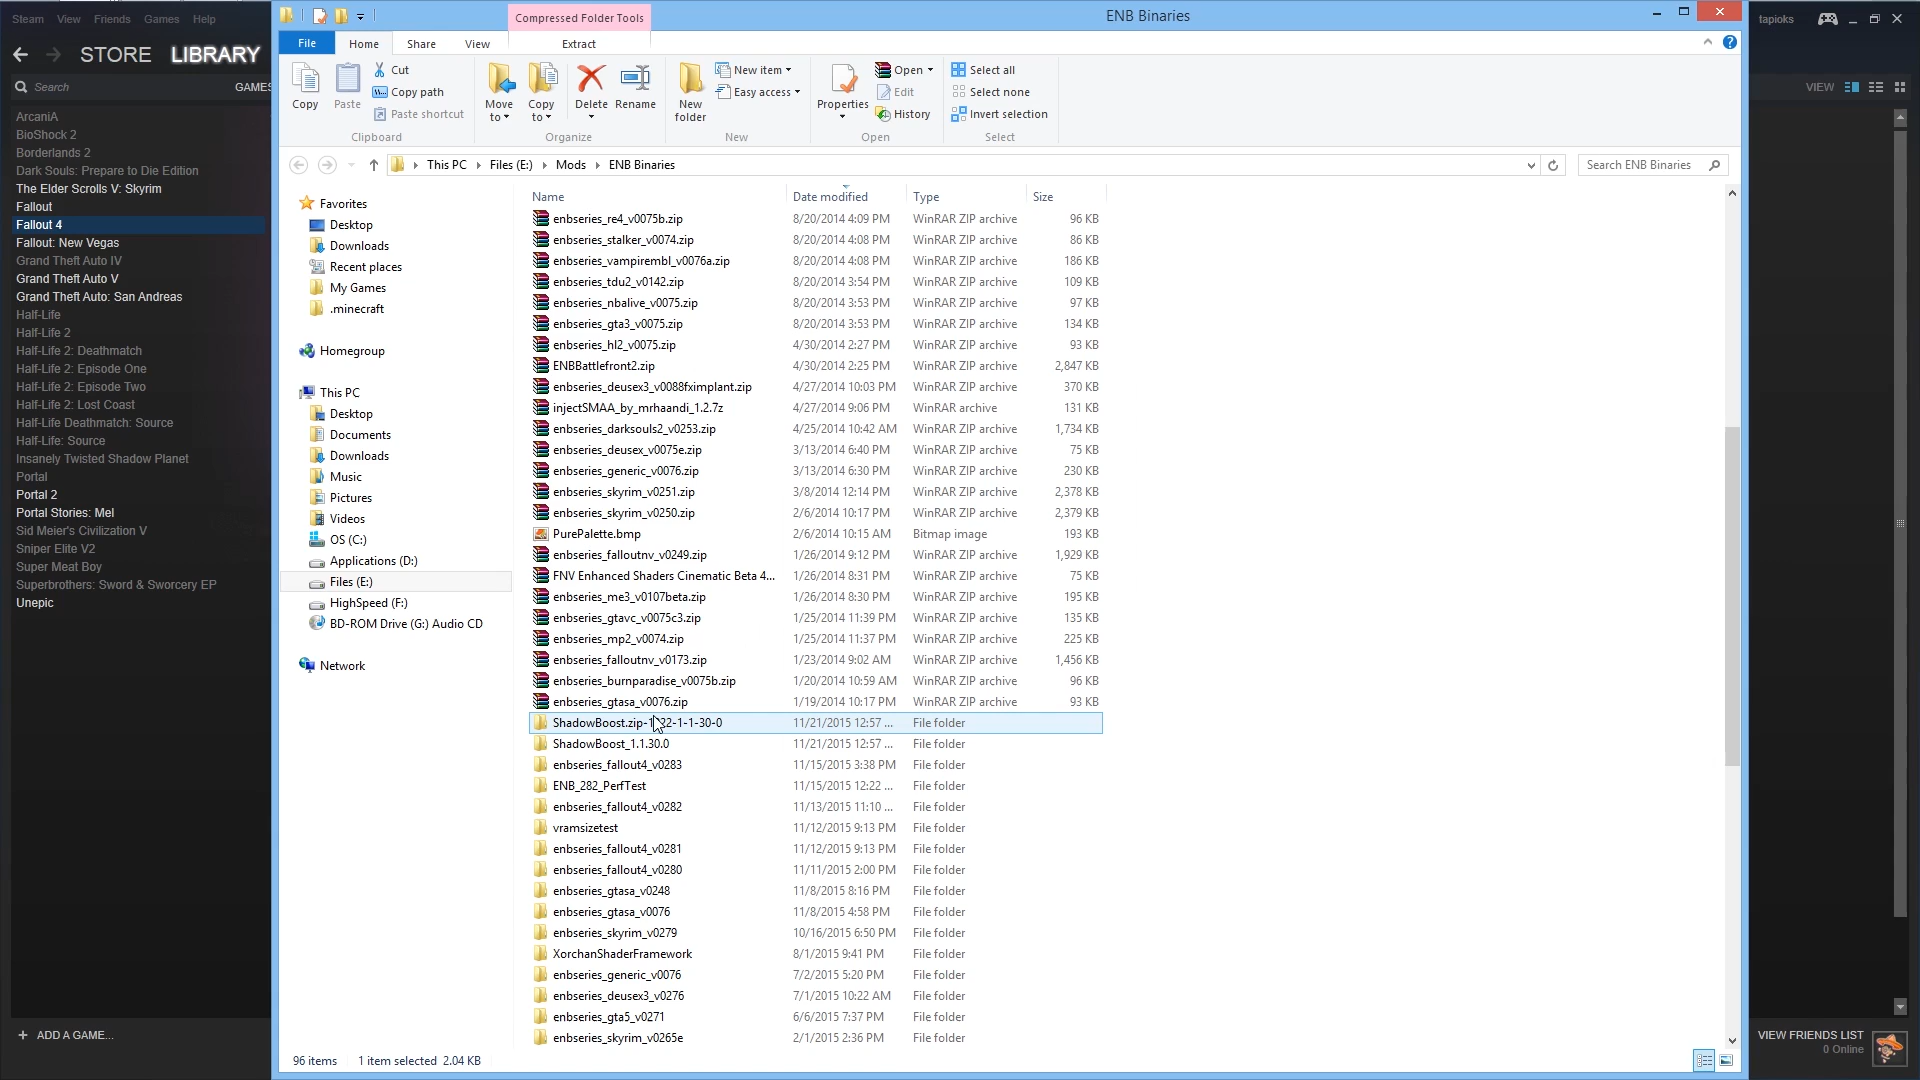 Steam View Friends Games Help
STORE LIBRARY
Search GAMES
ArcaniA
BioShock 2
Borderlands 2
Dark Souls: Prepare to Die Edition
The Elder Scrolls V: Skyrim
Fallout
Fallout 4
Fallout: New Vegas
Grand Theft Auto IV
Grand Theft Auto V
Grand Theft Auto: San Andreas
Half-Life
Half-Life 2
Half-Life 2: Deathmatch
Half-Life 2: Episode One
Half-Life 2: Episode Two
Half-Life 2: Lost Coast
Half-Life Deathmatch: Source
Half-Life: Source
Insanely Twisted Shadow Planet
Portal
Portal 2
Portal Stories: Mel
Sid Meier's Civilization V
Sniper Elite V2
Super Meat Boy
Superbrothers: Sword & Sworcery EP
Unepic
+ ADD A GAME...
Compressed Folder Tools
ENB Binaries
File Home Share View Extract
Copy
Paste
Cut
Copy path
Paste shortcut
Clipboard
Move to
Copy to
Delete
Rename
Organize
New folder
New item
Easy access
New
Properties
Open
Edit
History
Open
Select all
Select none
Invert selection
Select
This PC Files (E:) Mods ENB Binaries
Search ENB Binaries
Favorites
Desktop
Downloads
Recent places
My Games
.minecraft
Homegroup
This PC
Desktop
Documents
Downloads
Music
Pictures
Videos
OS (C:)
Applications (D:)
Files (E:)
HighSpeed (F:)
BD-ROM Drive (G:) Audio CD
Network
Name Date modified Type Size
enbseries_re4_v0075b.zip 8/20/2014 4:09 PM WinRAR ZIP archive 96 KB
enbseries_stalker_v0074.zip 8/20/2014 4:08 PM WinRAR ZIP archive 86 KB
enbseries_vampirembl_v0076a.zip 8/20/2014 4:08 PM WinRAR ZIP archive 186 KB
enbseries_tdu2_v0142.zip 8/20/2014 3:54 PM WinRAR ZIP archive 109 KB
enbseries_nbalive_v0075.zip 8/20/2014 3:53 PM WinRAR ZIP archive 97 KB
enbseries_gta3_v0075.zip 8/20/2014 3:53 PM WinRAR ZIP archive 134 KB
enbseries_hl2_v0075.zip 4/30/2014 2:27 PM WinRAR ZIP archive 93 KB
ENBBattlefront2.zip 4/30/2014 2:25 PM WinRAR ZIP archive 2,847 KB
enbseries_deusex3_v0088fximplant.zip 4/27/2014 10:03 PM WinRAR ZIP archive 370 KB
injectSMAA_by_mrhaandi_1.2.7z 4/27/2014 9:06 PM WinRAR archive 131 KB
enbseries_darksouls2_v0253.zip 4/25/2014 10:42 AM WinRAR ZIP archive 1,734 KB
enbseries_deusex_v0075e.zip 3/13/2014 6:40 PM WinRAR ZIP archive 75 KB
enbseries_generic_v0076.zip 3/13/2014 6:30 PM WinRAR ZIP archive 230 KB
enbseries_skyrim_v0251.zip 3/8/2014 12:14 PM WinRAR ZIP archive 2,378 KB
enbseries_skyrim_v0250.zip 2/6/2014 10:17 PM WinRAR ZIP archive 2,379 KB
PurePalette.bmp 2/6/2014 10:15 AM Bitmap image 193 KB
enbseries_falloutnv_v0249.zip 1/26/2014 9:12 PM WinRAR ZIP archive 1,929 KB
FNV Enhanced Shaders Cinematic Beta 4... 1/26/2014 8:31 PM WinRAR ZIP archive 75 KB
enbseries_me3_v0107beta.zip 1/26/2014 8:30 PM WinRAR ZIP archive 195 KB
enbseries_gtavc_v0075c3.zip 1/25/2014 11:39 PM WinRAR ZIP archive 135 KB
enbseries_mp2_v0074.zip 1/25/2014 11:37 PM WinRAR ZIP archive 225 KB
enbseries_falloutnv_v0173.zip 1/23/2014 9:02 AM WinRAR ZIP archive 1,456 KB
enbseries_burnparadise_v0075b.zip 1/20/2014 10:59 AM WinRAR ZIP archive 96 KB
enbseries_gtasa_v0076.zip 1/19/2014 10:17 PM WinRAR ZIP archive 93 KB
11/21/2015 12:57 ... File folder
ShadowBoost_1.1.30.0 11/21/2015 12:57 ... File folder
enbseries_fallout4_v0283 11/15/2015 3:38 PM File folder
ENB_282_PerfTest 11/15/2015 12:22 ... File folder
enbseries_fallout4_v0282 11/13/2015 11:10 ... File folder
vramsizetest 11/12/2015 9:13 PM File folder
enbseries_fallout4_v0281 11/12/2015 9:13 PM File folder
enbseries_fallout4_v0280 11/11/2015 2:00 PM File folder
enbseries_gtasa_v0248 11/8/2015 8:16 PM File folder
enbseries_gtasa_v0076 11/8/2015 4:58 PM File folder
enbseries_skyrim_v0279 10/16/2015 6:50 PM File folder
XorchanShaderFramework 8/1/2015 9:41 PM File folder
enbseries_generic_v0076 7/2/2015 5:20 PM File folder
enbseries_deusex3_v0276 7/1/2015 10:22 AM File folder
enbseries_gta5_v0271 6/6/2015 7:37 PM File folder
enbseries_skyrim_v0265e 2/1/2015 2:36 PM File folder
96 items 1 item selected 2.04 KB
tapioks
VIEW
VIEW FRIENDS LIST
0 Online